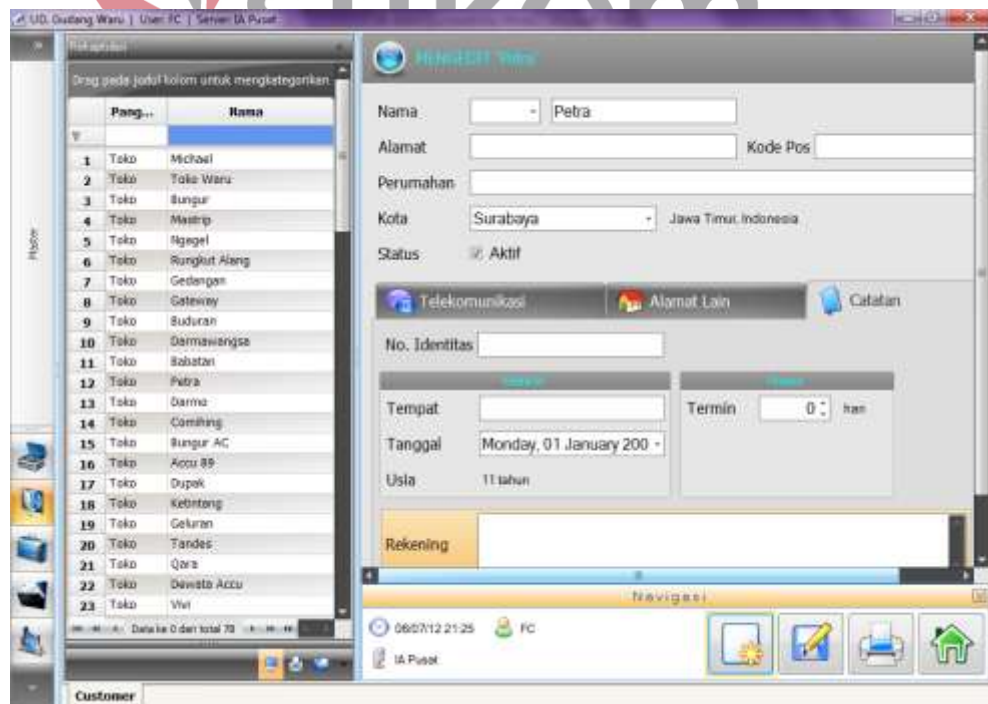 UD. Gudang Waru | User FC | Server IA Pusat
Drag pada judul kolom untuk mengkategorikan
Pang... Nama
1 Toko Michael
2 Toko Toko Waru
3 Toko Bungur
4 Toko Mastrip
5 Toko Ngagel
6 Toko Rungkut Alang
7 Toko Gedangan
8 Toko Gateway
9 Toko Buduran
10 Toko Darmawangsa
11 Toko Babatan
12 Toko Petra
13 Toko Darmo
14 Toko
15 Toko Bungur AC
16 Toko Accu 89
17 Toko Dupak
18 Toko Ketintang
19 Toko Geluran
20 Toko Tandes
21 Toko Qara
22 Toko Dewata Accu
23 Toko Vivi
Data ke 0 dari total 78
Customer
Master
MENGEDIT Toko
Nama Petra
Alamat Kode Pos
Perumahan
Kota Surabaya Jawa Timur, Indonesia
Status Aktif
Telekomunikasi Alamat Lain Catatan
No. Identitas
Tempat Termin 0 hari
Tanggal Monday, 01 January 200
Usia 11 tahun
Rekening
Navigasi
06/07/12 21:25 FC
IA Pusat